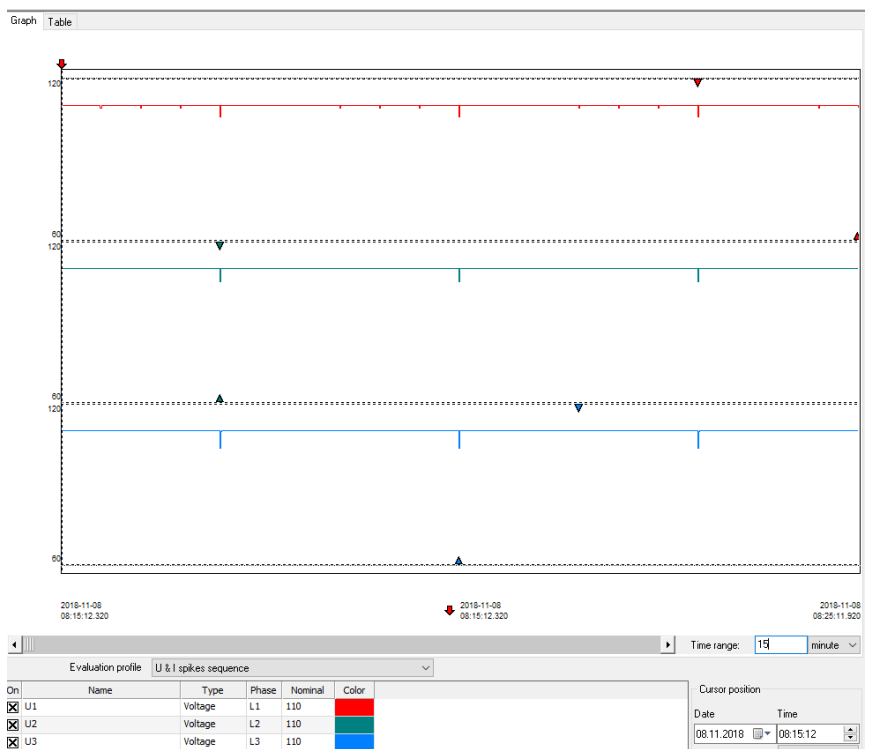 Graph Table
120
60
120
60
120
60
2018-11-08 2018-11-08 2018-11-08
08:15:12.320 08:15:12.320 08:25:11.920
Time range: 15 minute
Evaluation profile U & I spikes sequence
On Name Type Phase Nominal Color Cursor position
U1 Voltage L1 110
Date Time
U2 Voltage L2 110
08.11.2018 08:15:12
U3 Voltage L3 110